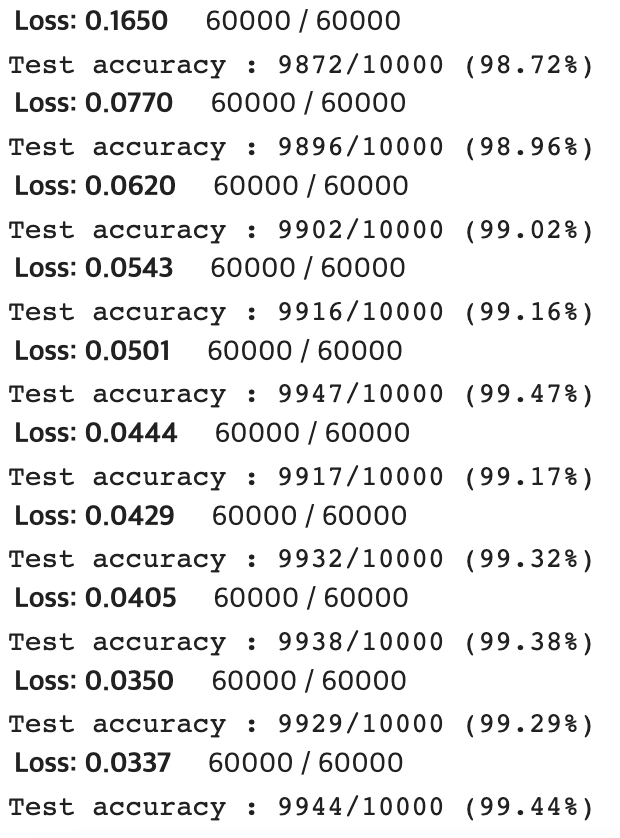 Loss: 0.1650 60000 / 60000
Test accuracy : 9872/10000 (98.72%)
Loss: 0.0770 60000 / 60000
Test accuracy : 9896/10000 (98.96%)
Loss: 0.0620 60000 / 60000
Test accuracy : 9902/10000 (99.02%)
Loss: 0.0543 60000 / 60000
Test accuracy : 9916/10000 (99.16%)
Loss: 0.0501 60000 / 60000
Test accuracy : 9947/10000 (99.47%)
Loss: 0.0444 60000 / 60000
Test accuracy : 9917/10000 (99.17%)
Loss: 0.0429 60000 / 60000
Test accuracy : 9932/10000 (99.32%)
Loss: 0.0405 60000 / 60000
Test accuracy : 9938/10000 (99.38%)
Loss: 0.0350 60000 / 60000
Test accuracy : 9929/10000 (99.29%)
Loss: 0.0337 60000 / 60000
Test accuracy : 9944/10000 (99.44%)